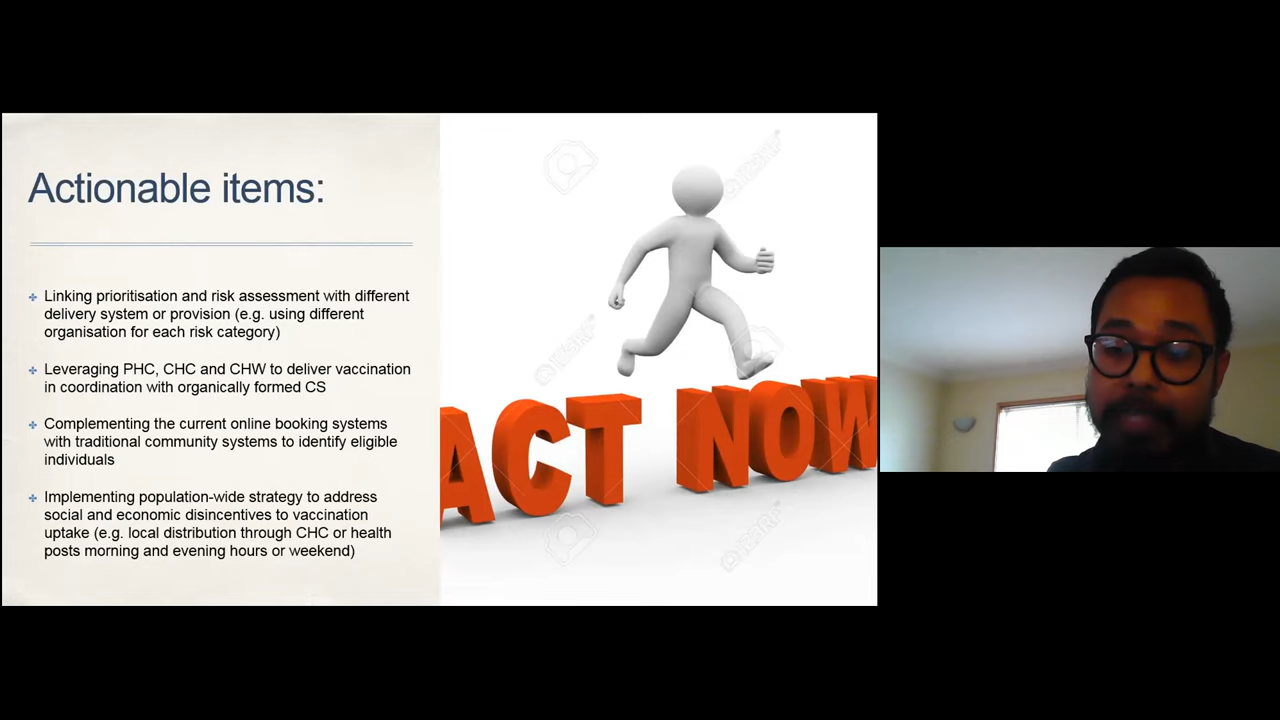 Actionable items:
Linking prioritisation and risk assessment with different
delivery system or provision (e.g. using different
organisation for each risk category)
Leveraging PHC, CHC and CHW to deliver vaccination
in coordination with organically formed CS
Complementing the current online booking systems
with traditional community systems to identify eligible
individuals
Implementing population-wide strategy to address
social and economic disincentives to vaccination
uptake (e.g. local distribution through CHC or health
posts morning and evening hours or weekend)
ACT NOW